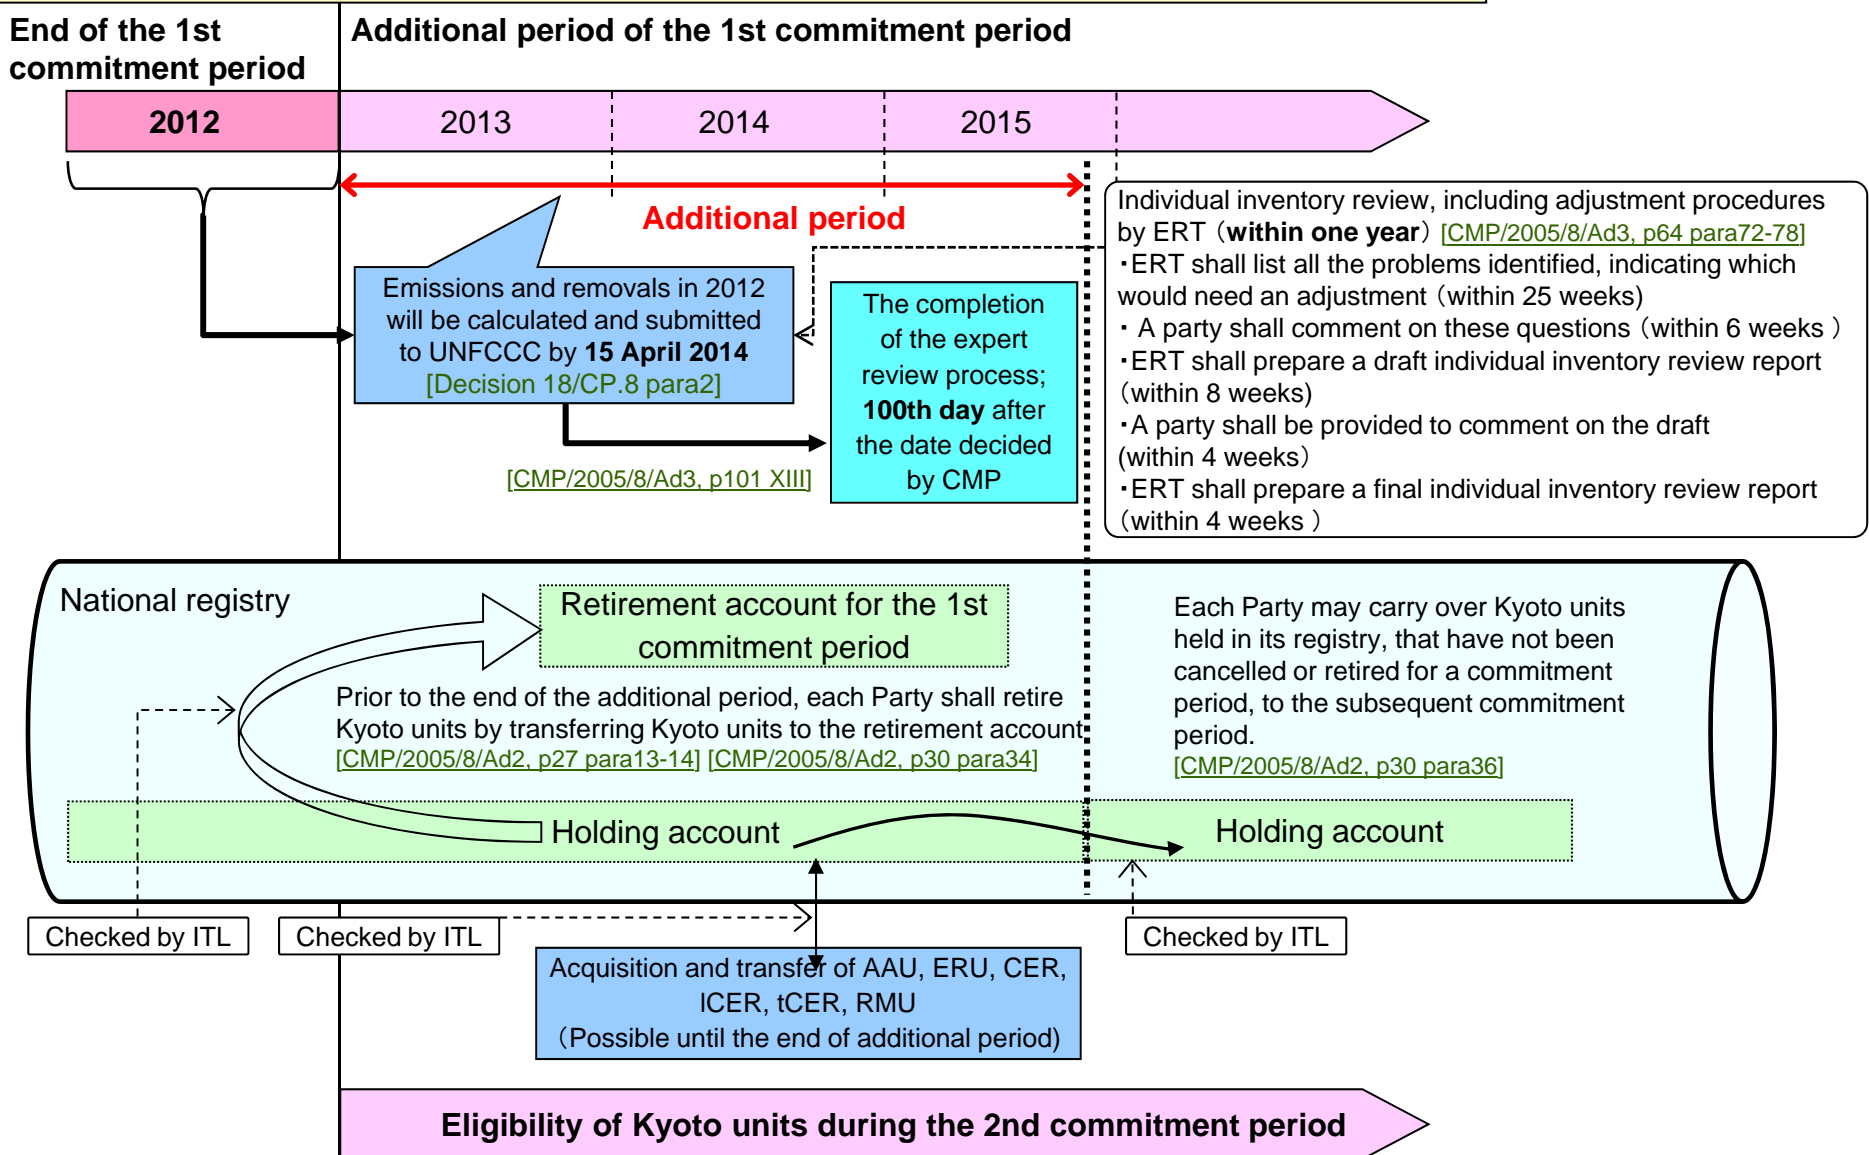 End of the 1st
commitment period
Additional period of the 1st commitment period
2012
2013
2014
2015
Additional period
Emissions and removals in 2012
will be calculated and submitted
to UNFCCC by 15 April 2014
[Decision 18/CP.8 para2]
[CMP/2005/8/Ad3, p101 XIII]
The completion
of the expert
review process;
100th day after
the date decided
by CMP
Individual inventory review, including adjustment procedures
by ERT（within one year）[CMP/2005/8/Ad3, p64 para72-78]
・ERT shall list all the problems identified, indicating which
would need an adjustment（within 25 weeks)
・ A party shall comment on these questions（within 6 weeks ）
・ERT shall prepare a draft individual inventory review report
（within 8 weeks)
・A party shall be provided to comment on the draft
(within 4 weeks）
・ERT shall prepare a final individual inventory review report
（within 4 weeks ）
National registry
Retirement account for the 1st
commitment period
Prior to the end of the additional period, each Party shall retire
Kyoto units by transferring Kyoto units to the retirement account
[CMP/2005/8/Ad2, p27 para13-14] [CMP/2005/8/Ad2, p30 para34]
Each Party may carry over Kyoto units
held in its registry, that have not been
cancelled or retired for a commitment
period, to the subsequent commitment
period.
[CMP/2005/8/Ad2, p30 para36]
Holding account
Holding account
Checked by ITL
Checked by ITL
Checked by ITL
Acquisition and transfer of AAU, ERU, CER,
lCER, tCER, RMU
（Possible until the end of additional period)
Eligibility of Kyoto units during the 2nd commitment period